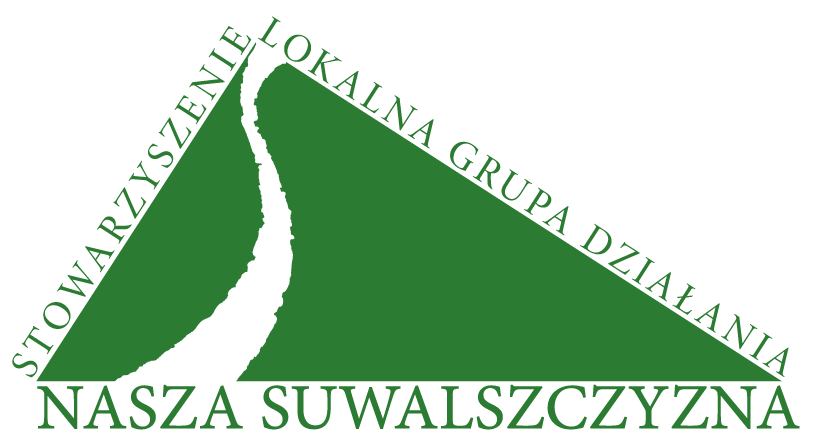 STOWARZYSZENIE
LOKALNA GRUPA DZIAŁANIA
NASZA SUWALSZCZYZNA